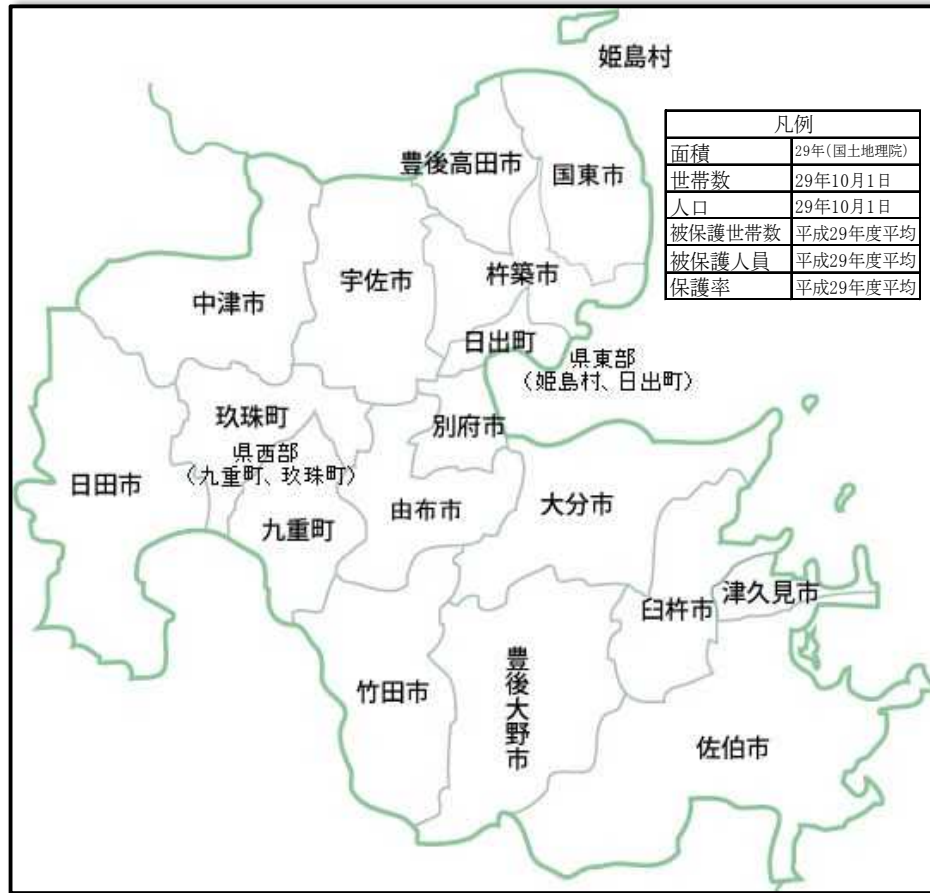 姫島村
凡例
面積 29年(国土地理院)
世帯数 29年10月1日
人口 29年10月1日
被保護世帯数 平成29年度平均
被保護人員 平成29年度平均
保護率 平成29年度平均
豊後高田市
国東市
中津市
宇佐市
杵築市
日出町
県東部
(姫島村、日出町)
玖珠町
別府市
県西部
(九重町、玖珠町)
日田市
九重町
由布市
大分市
津久見市
臼杵市
竹田市
豊後大野市
佐伯市